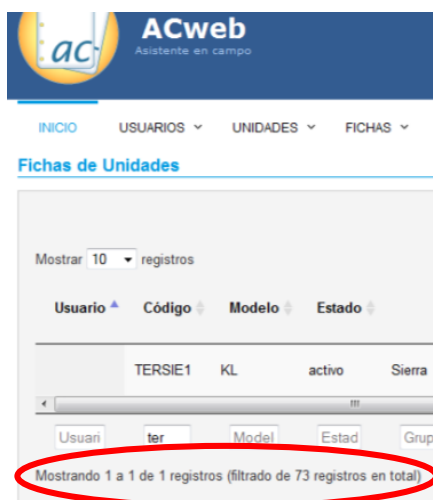 ac
ACweb
Asistente en campo
INICIO USUARIOS UNIDADES FICHAS
Fichas de Unidades
Mostrar 10 registros
Usuario Código Modelo Estado
TERSIE1 KL activo Sierra
Usuari ter Model Estad Grup
Mostrando 1 a 1 de 1 registros (filtrado de 73 registros en total)